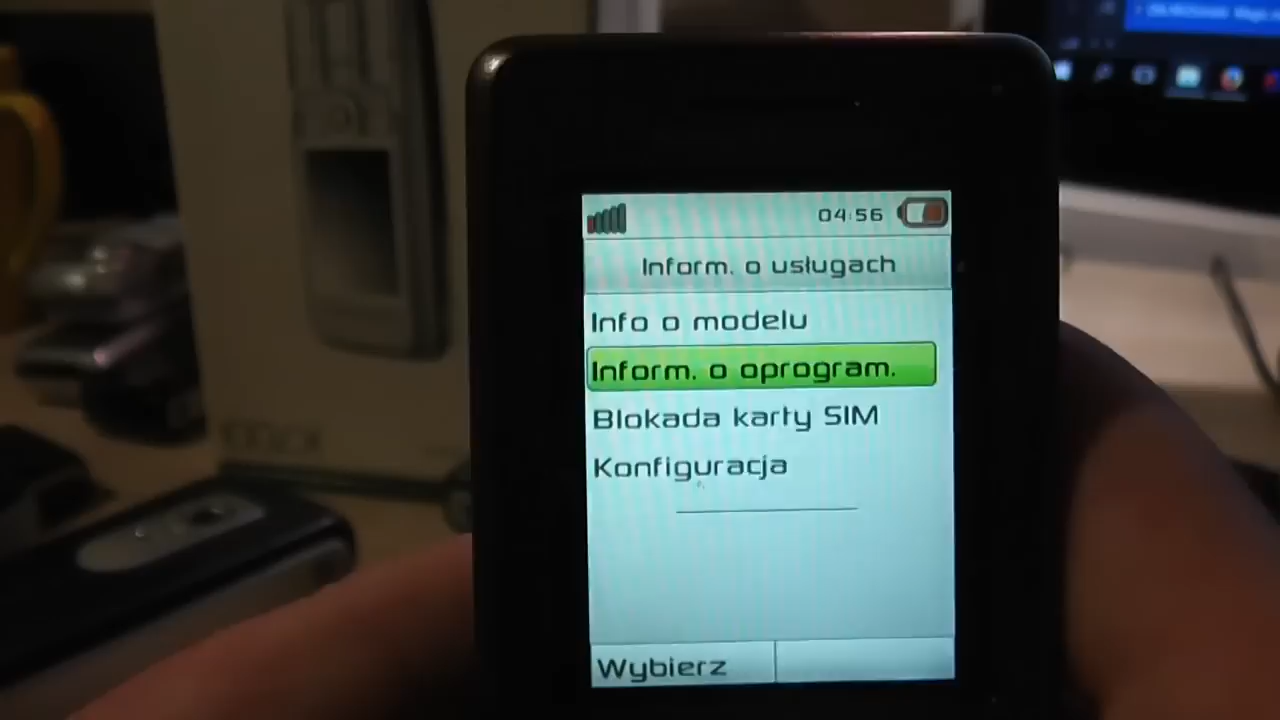 04:56
Inform. o usługach
Info o modelu
Inform. o oprogram.
Blokada karty SIM
Konfiguracja
Wybierz